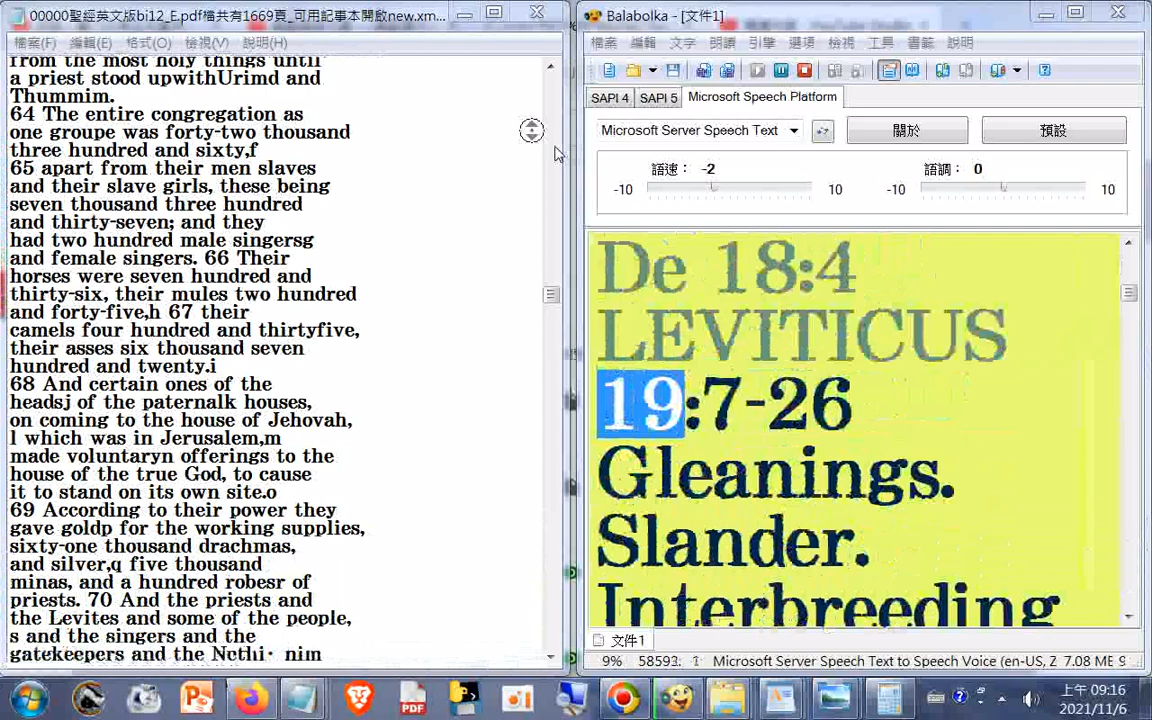 00000聖經英文版bi12_E.pdf檔共有1669頁_可用記事本開啟new.xm...
檔案(F) 編輯(E) 格式(O) 檢視(V) 說明(H)
from the most holy things until
a priest stood upwithUrimd and
Thummim.
64 The entire congregation as
one groupe was forty-two thousand
three hundred and sixty,f
65 apart from their men slaves
and their slave girls, these being
seven thousand three hundred
and thirty-seven; and they
had two hundred male singersg
and female singers. 66 Their
horses were seven hundred and
thirty-six, their mules two hundred
and forty-five,h 67 their
camels four hundred and thirtyfive,
their asses six thousand seven
hundred and twenty.i
68 And certain ones of the
headsj of the paternalk houses,
on coming to the house of Jehovah,
l which was in Jerusalem,m
made voluntaryn offerings to the
house of the true God, to cause
it to stand on its own site.o
69 According to their power they
gave goldp for the working supplies,
sixty-one thousand drachmas,
and silver,q five thousand
minas, and a hundred robesr of
priests. 70 And the priests and
the Levites and some of the people,
s and the singers and the
gatekeepers and the Nethi· nim
Balabolka - [文件1]
檔案 編輯 文字 朗讀 引擎 選項 檢視 工具 書籤 說明
SAPI 4 SAPI 5 Microsoft Speech Platform
Microsoft Server Speech Text 關於 預設
語速: -2 語調: 0
-10 10 -10 10
De 18:4
LEVITICUS
19:7-26
Gleanings.
Slander.
Interbreeding
文件1
9% 58593: 1 Microsoft Server Speech Text to Speech Voice (en-US, Z 7.08 MB 9
PDF
上午 09:16
2021/11/6